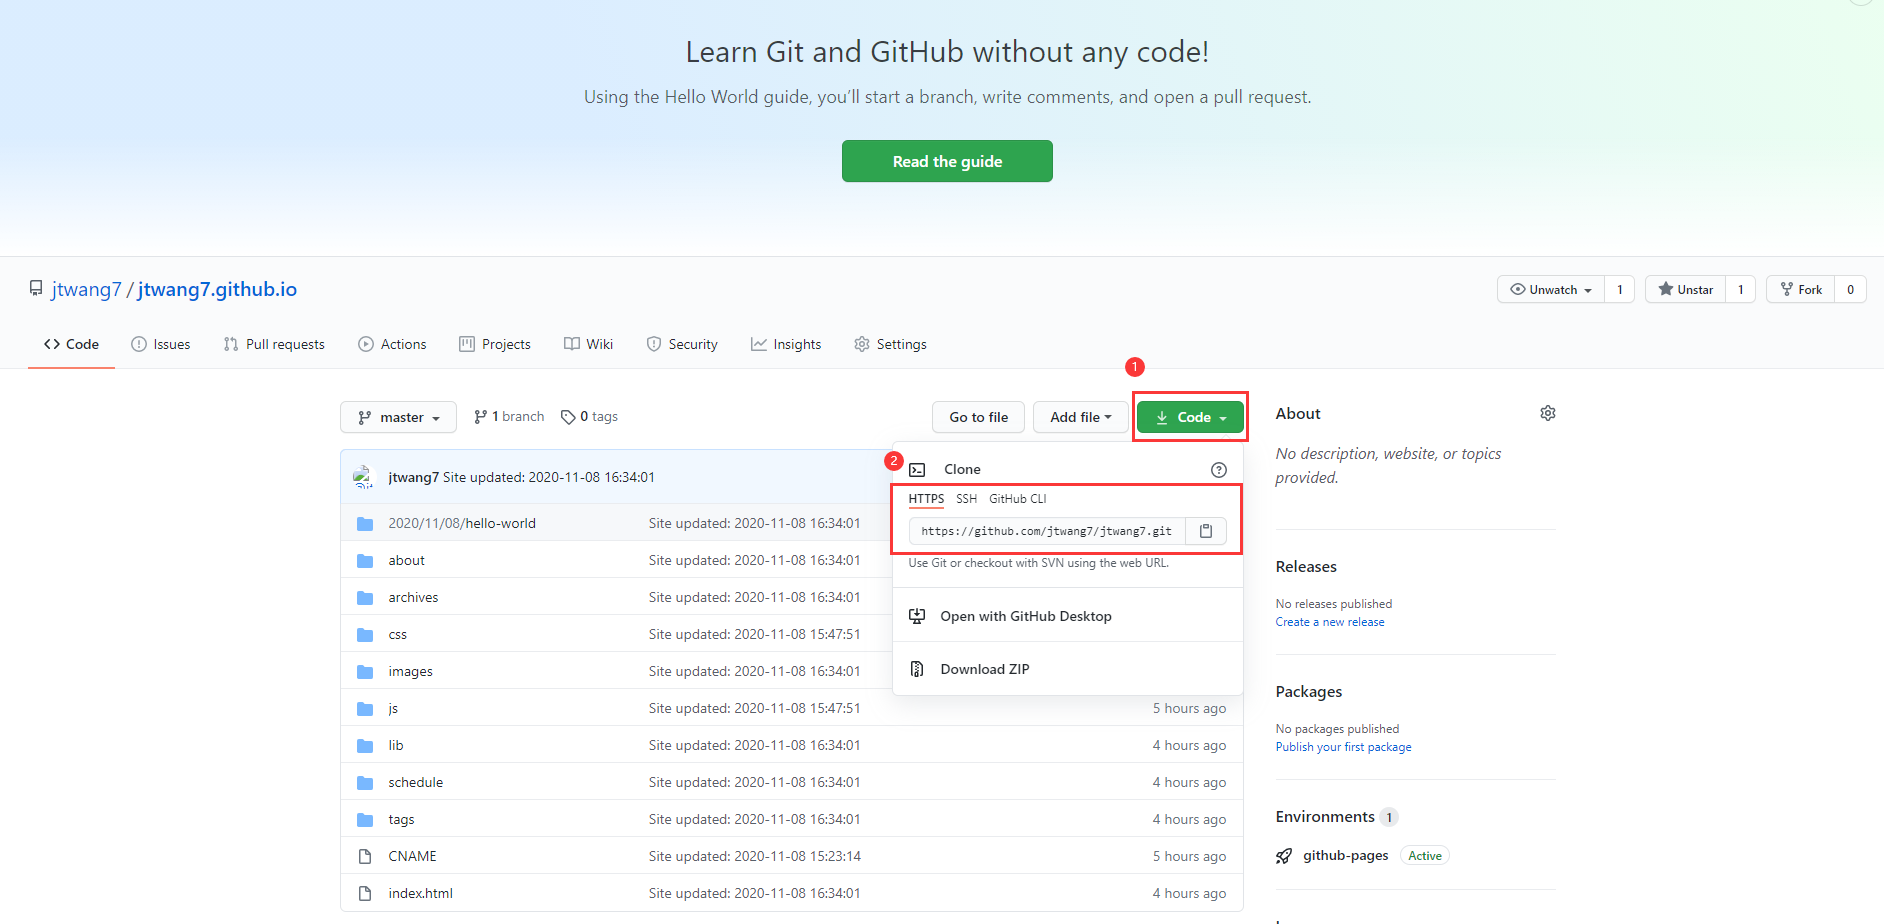 Learn Git and GitHub without any code!
Using the Hello World guide, you’ll start a branch, write comments, and open a pull request.
Read the guide
jtwang7 / jtwang7.github.io
Unwatch 1 Unstar 1 Fork 0
Code Issues Pull requests Actions Projects Wiki Security Insights Settings
1
master 1 branch 0 tags Go to file Add file Code
2
Clone
HTTPS SSH GitHub CLI
https://github.com/jtwang7/jtwang7.git
Use Git or checkout with SVN using the web URL.
Open with GitHub Desktop
Download ZIP
jtwang7 Site updated: 2020-11-08 16:34:01
2020/11/08/hello-world Site updated: 2020-11-08 16:34:01
about Site updated: 2020-11-08 16:34:01
archives Site updated: 2020-11-08 16:34:01
css Site updated: 2020-11-08 15:47:51
images Site updated: 2020-11-08 16:34:01
js Site updated: 2020-11-08 15:47:51 5 hours ago
lib Site updated: 2020-11-08 16:34:01 4 hours ago
schedule Site updated: 2020-11-08 16:34:01 4 hours ago
tags Site updated: 2020-11-08 16:34:01 4 hours ago
CNAME Site updated: 2020-11-08 15:23:14 5 hours ago
index.html Site updated: 2020-11-08 16:34:01 4 hours ago
About
No description, website, or topics
provided.
Releases
No releases published
Create a new release
Packages
No packages published
Publish your first package
Environments 1
github-pages Active